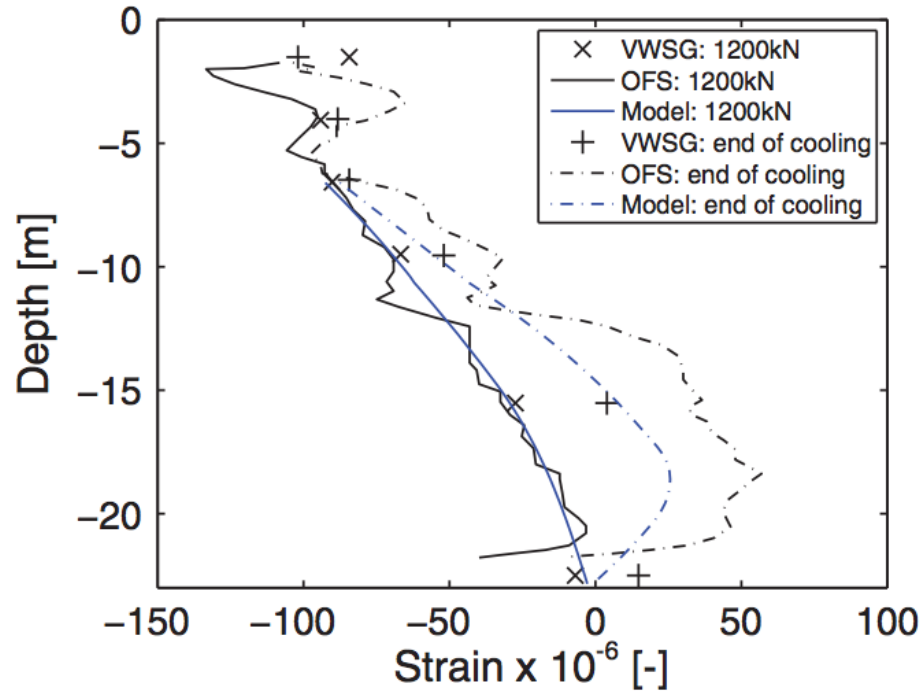 0
−5
−10
−15
−20
Depth [m]
VWSG: 1200kN
OFS: 1200kN
Model: 1200kN
VWSG: end of cooling
OFS: end of cooling
Model: end of cooling
−150 −100 −50 0 50 100
Strain x 10⁻⁶ [-]